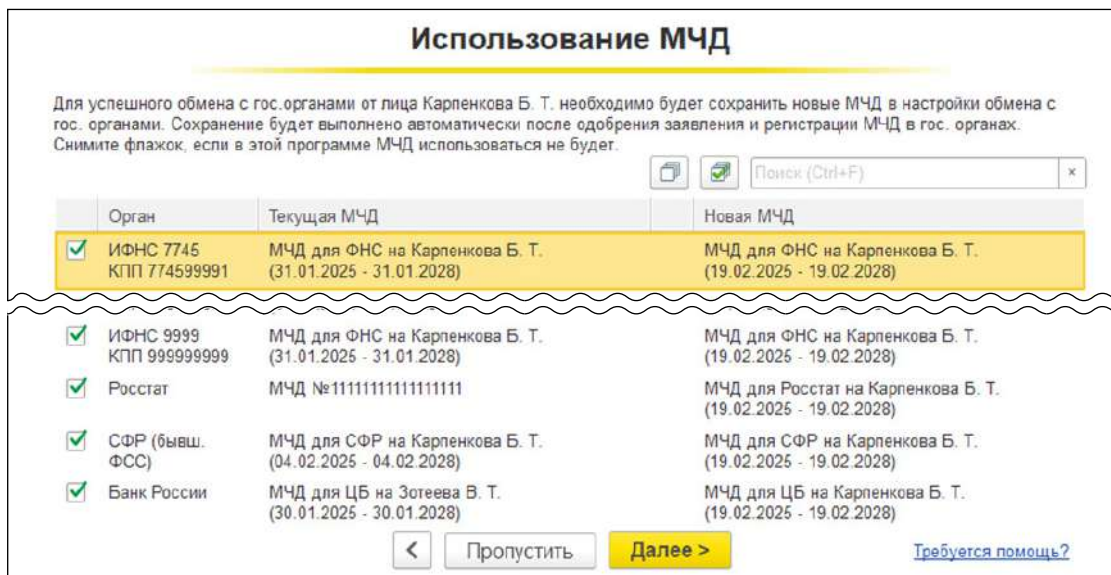 Использование МЧД
Для успешного обмена с гос.органами от лица Карпенкова Б. Т. необходимо будет сохранить новые МЧД в настройки обмена с
гос. органами. Сохранение будет выполнено автоматически после одобрения заявления и регистрации МЧД в гос. органах.
Снимите флажок, если в этой программе МЧД использоваться не будет.
Поиск (Ctrl+F) ×
Орган Текущая МЧД Новая МЧД
ИФНС 7745 МЧД для ФНС на Карпенкова Б. Т. МЧД для ФНС на Карпенкова Б. Т.
КПП 774599991 (31.01.2025 - 31.01.2028) (19.02.2025 - 19.02.2028)
ИФНС 9999 МЧД для ФНС на Карпенкова Б. Т. МЧД для ФНС на Карпенкова Б. Т.
КПП 999999999 (31.01.2025 - 31.01.2028) (19.02.2025 - 19.02.2028)
Росстат МЧД №11111111111111111 МЧД для Росстат на Карпенкова Б. Т.
(19.02.2025 - 19.02.2028)
СФР (бывш. МЧД для СФР на Карпенкова Б. Т. МЧД для СФР на Карпенкова Б. Т.
ФСС) (04.02.2025 - 04.02.2028) (19.02.2025 - 19.02.2028)
Банк России МЧД для ЦБ на Зотеева В. Т. МЧД для ЦБ на Карпенкова Б. Т.
(30.01.2025 - 30.01.2028) (19.02.2025 - 19.02.2028)
< Пропустить Далее > Требуется помощь?